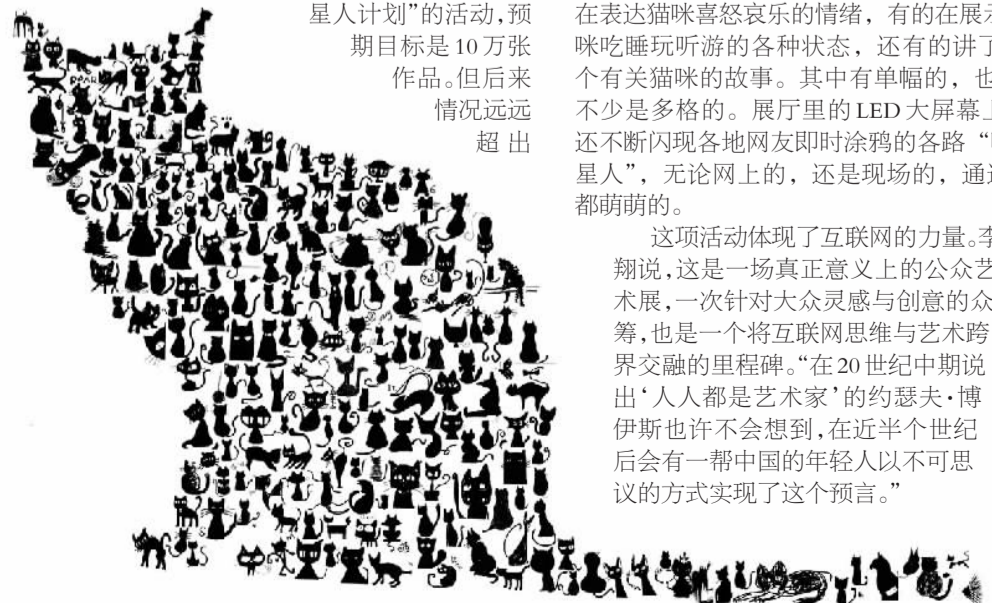 星人计划”的活动,预
期目标是10万张
作品。但后来
情况远远
超出
在表达猫咪喜怒哀乐的情绪，有的在展示
咪吃睡玩听游的各种状态，还有的讲了
个有关猫咪的故事。其中有单幅的，也
不少是多格的。展厅里的LED大屏幕上
还不断闪现各地网友即时涂鸦的各路“
星人”，无论网上的，还是现场的，通
都萌萌的。
这项活动体现了互联网的力量。李
翔说,这是一场真正意义上的公众艺
术展,一次针对大众灵感与创意的众
筹,也是一个将互联网思维与艺术跨
界交融的里程碑。“在20世纪中期说
出‘人人都是艺术家’的约瑟夫·博
伊斯也许不会想到,在近半个世纪
后会有一帮中国的年轻人以不可思
议的方式实现了这个预言。”